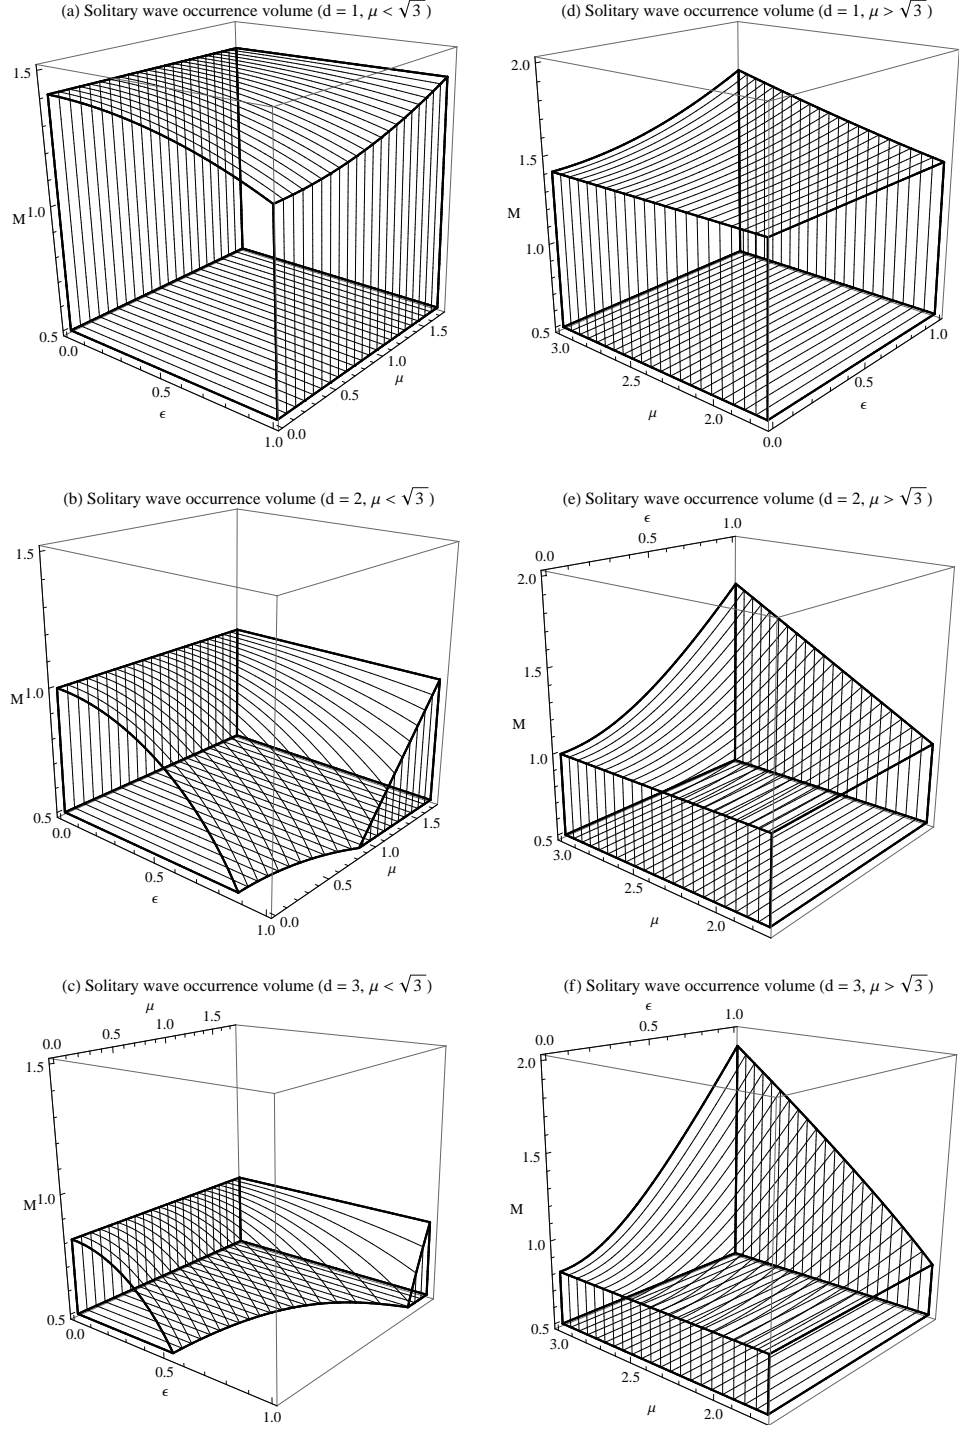 (a) Solitary wave occurrence volume (d = 1, μ < √3 )
1.5
M 1.0
0.5
0.0
0.5
ϵ
1.0
0.0
0.5
1.0
μ
1.5
(d) Solitary wave occurrence volume (d = 1, μ > √3 )
2.0
1.5
M
1.0
0.5
3.0
2.5
μ
2.0
0.0
0.5
ϵ
1.0
(b) Solitary wave occurrence volume (d = 2, μ < √3 )
1.5
M 1.0
0.5
0.0
0.5
ϵ
1.0
0.0
0.5
1.0
μ
1.5
(e) Solitary wave occurrence volume (d = 2, μ > √3 )
ϵ
0.0
0.5
1.0
2.0
1.5
M
1.0
0.5
3.0
2.5
μ
2.0
(c) Solitary wave occurrence volume (d = 3, μ < √3 )
μ
0.0
0.5
1.0
1.5
1.5
M 1.0
0.5
0.0
0.5
ϵ
1.0
(f) Solitary wave occurrence volume (d = 3, μ > √3 )
ϵ
0.0
0.5
1.0
2.0
1.5
M
1.0
0.5
3.0
2.5
μ
2.0